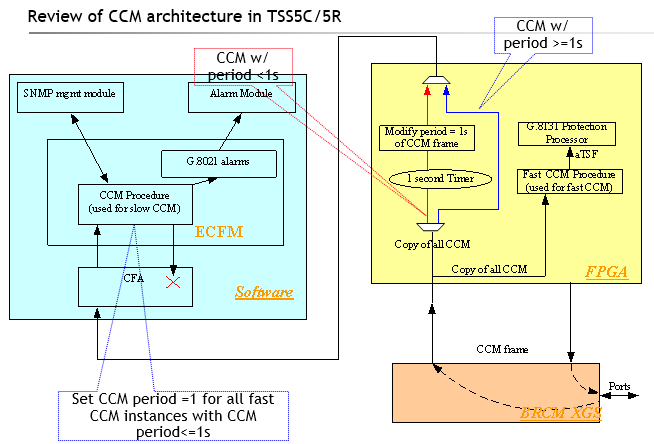 Review of CCM architecture in TSS5C/5R
CCM w/
period <1s
CCM w/
period >=1s
SNMP mgmt module
Alarm Module
G.8021 alarms
CCM Procedure
(used for slow CCM)
ECFM
CFA
Software
Modify period = 1s
of CCM frame
1 second Timer
Copy of all CCM
Copy of all CCM
G.8131 Protection
Processor
aTSF
Fast CCM Procedure
(used for fast CCM)
FPGA
CCM frame
Ports
BRCM XGS
Set CCM period =1 for all fast
CCM instances with CCM
period<=1s